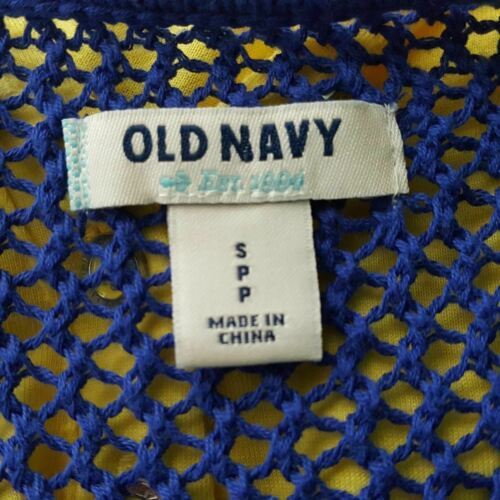 OLD NAVY
Est. 1994
S
P
P
MADE IN
CHINA